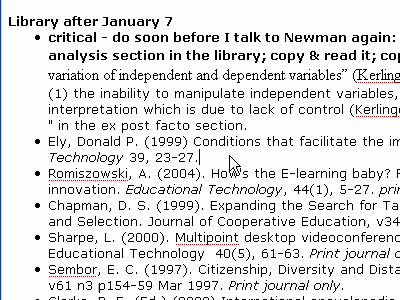 Library after January 7
• critical - do soon before I talk to Newman again:
analysis section in the library; copy & read it; cop
variation of independent and dependent variables” (Kerling
(1) the inability to manipulate independent variables,
interpretation which is due to lack of control (Kerling
" in the ex post facto section.
• Ely, Donald P. (1999) Conditions that facilitate the im
Technology 39, 23-27.
• Romiszowski, A. (2004). How's the E-learning baby? F
innovation. Educational Technology, 44(1), 5-27. prin
• Chapman, D. S. (1999). Expanding the Search for Ta
and Selection. Journal of Cooperative Education, v34
• Sharpe, L. (2000). Multipoint desktop videoconferenc
Educational Technology 40(5), 61-63. Print journal o
• Sembor, E. C. (1997). Citizenship, Diversity and Dista
v61 n3 p154-59 Mar 1997. Print journal only.